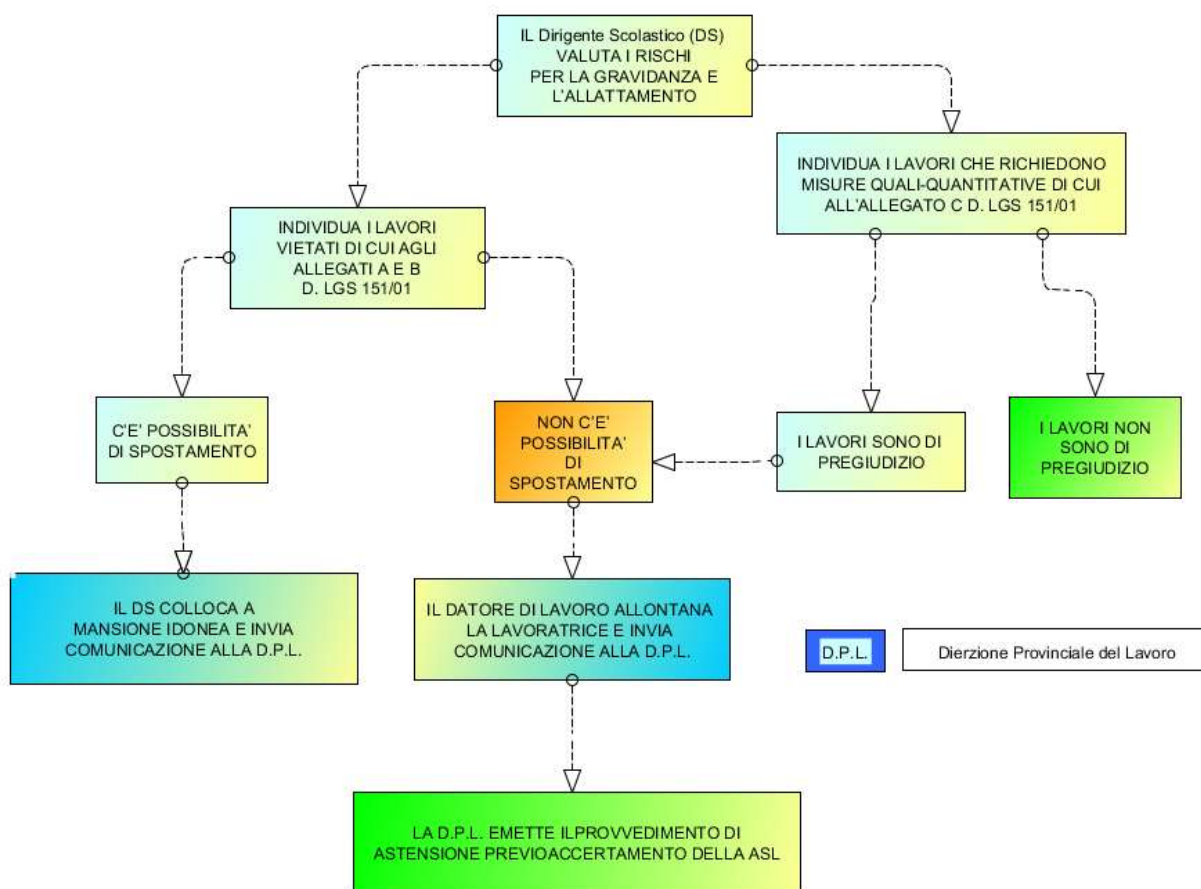 IL Dirigente Scolastico (DS)
VALUTA I RISCHI
PER LA GRAVIDANZA E
L'ALLATTAMENTO
INDIVIDUA I LAVORI CHE RICHIEDONO
MISURE QUALI-QUANTITATIVE DI CUI
ALL'ALLEGATO C D. LGS 151/01
INDIVIDUA I LAVORI
VIETATI DI CUI AGLI
ALLEGATI A E B
D. LGS 151/01
C'E' POSSIBILITA'
DI SPOSTAMENTO
NON C'E'
POSSIBILITA'
DI
SPOSTAMENTO
I LAVORI SONO DI
PREGIUDIZIO
I LAVORI NON
SONO DI
PREGIUDIZIO
IL DS COLLOCA A
MANSIONE IDONEA E INVIA
COMUNICAZIONE ALLA D.P.L.
IL DATORE DI LAVORO ALLONTANA
LA LAVORATRICE E INVIA
COMUNICAZIONE ALLA D.P.L.
D.P.L.
Dierzione Provinciale del Lavoro
LA D.P.L. EMETTE ILPROVVEDIMENTO DI
ASTENSIONE PREVIOACCERTAMENTO DELLA ASL